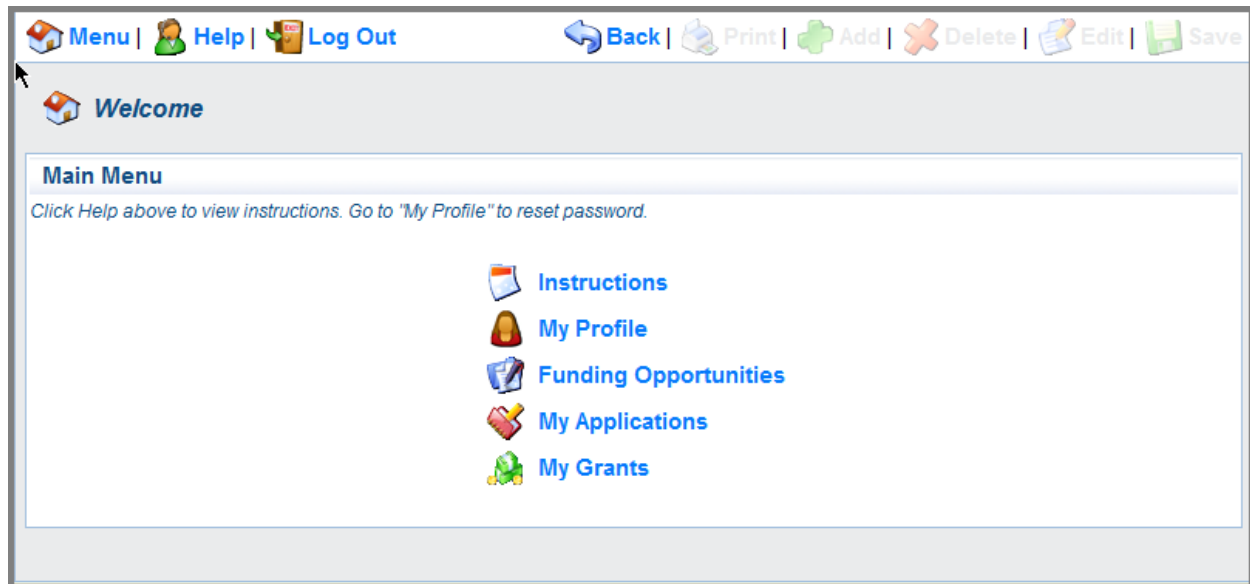 Menu | Help | Log Out Back | Print | Add | Delete | Edit | Save
Welcome
Main Menu
Click Help above to view instructions. Go to "My Profile" to reset password.
Instructions
My Profile
Funding Opportunities
My Applications
My Grants